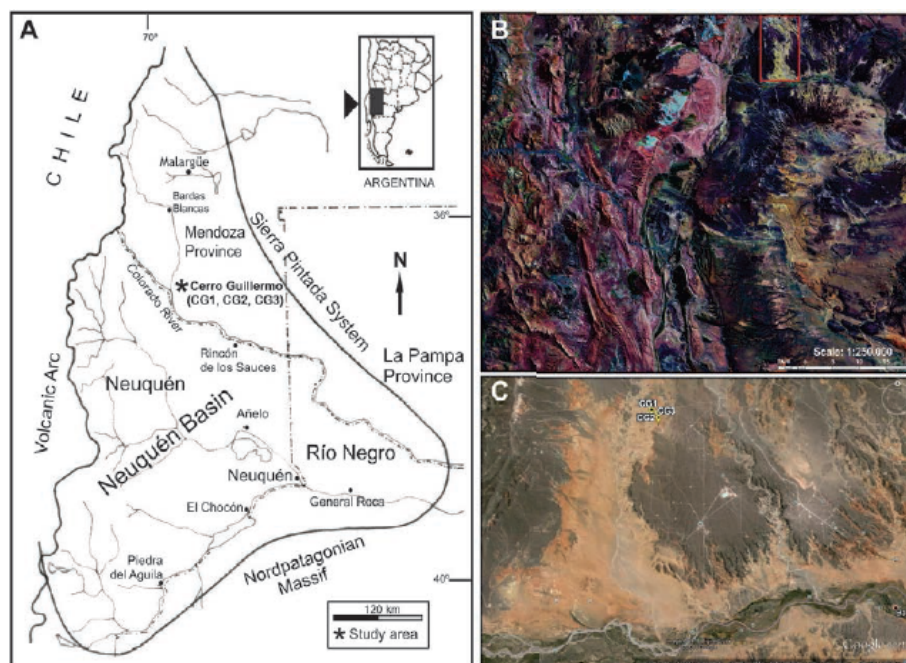 A
70°
CHILE
Malargüe
Bardas
Blancas
Mendoza
Province
Cerro Guillermo
(CG1, CG2, CG3)
Colorado River
Sierra Pintada System
ARGENTINA
36°
N
La Pampa
Province
Rincón
de los Sauces
Volcanic Arc
Neuquén
Neuquén Basin
Añelo
Río Negro
Neuquén
General Roca
El Chocón
Piedra
del Aguila
Nordpatagonian
Massif
40°
120 km
* Study area
B
Scale: 1:250.000
C
CG1
CG2
CG3
Google